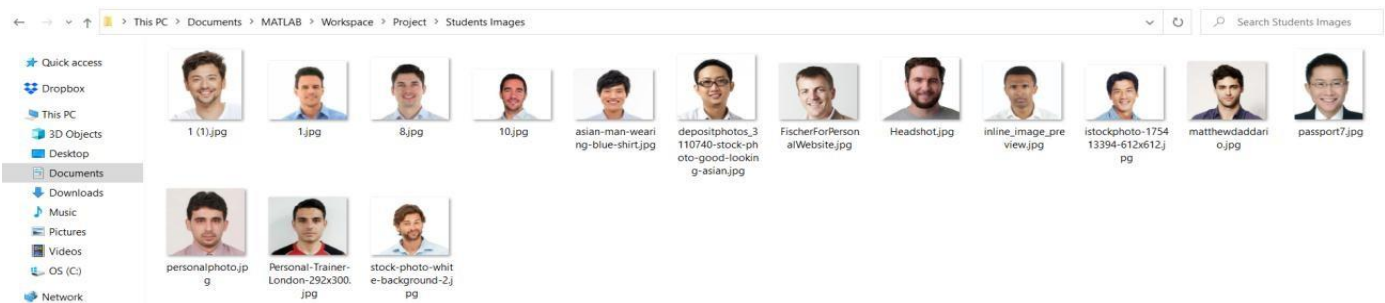 This PC > Documents > MATLAB > Workspace > Project > Students Images
Search Students Images
Quick access
Dropbox
This PC
3D Objects
Desktop
Documents
Downloads
Music
Pictures
Videos
OS (C:)
Network
1 (1).jpg
1.jpg
8.jpg
10.jpg
asian-man-weari
ng-blue-shirt.jpg
depositphotos_3
110740-stock-ph
oto-good-lookin
g-asian.jpg
FischerForPerson
alWebsite.jpg
Headshot.jpg
inline_image_pre
view.jpg
istockphoto-1754
13394-612x612.j
pg
matthewdaddari
o.jpg
passport7.jpg
personalphoto.jp
g
Personal-Trainer-
London-292x300.
jpg
stock-photo-whit
e-background-2.j
pg